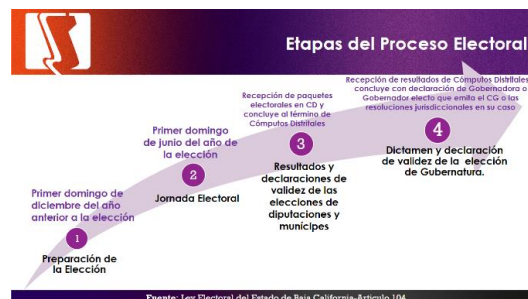 Etapas del Proceso Electoral
Recepción de resultados de Cómputos Distritales
concluye con declaración de Gobernadora o
Gobernador electo que emita el CG o las
resoluciones jurisdiccionales en su caso
4
Dictamen y declaración
de validez de la elección
de Gubernatura.
Recepción de paquetes
electorales en CD y
concluye al término de
Cómputos Distritales
3
Resultados y
declaraciones de
validez de las
elecciones de
diputaciones y
munícipes
Primer domingo
de junio del año de
la elección
2
Jornada Electoral
Primer domingo de
diciembre del año
anterior a la elección
1
Preparación de
la Elección
Fuente: Ley Electoral del Estado de Baja California-Artículo 104